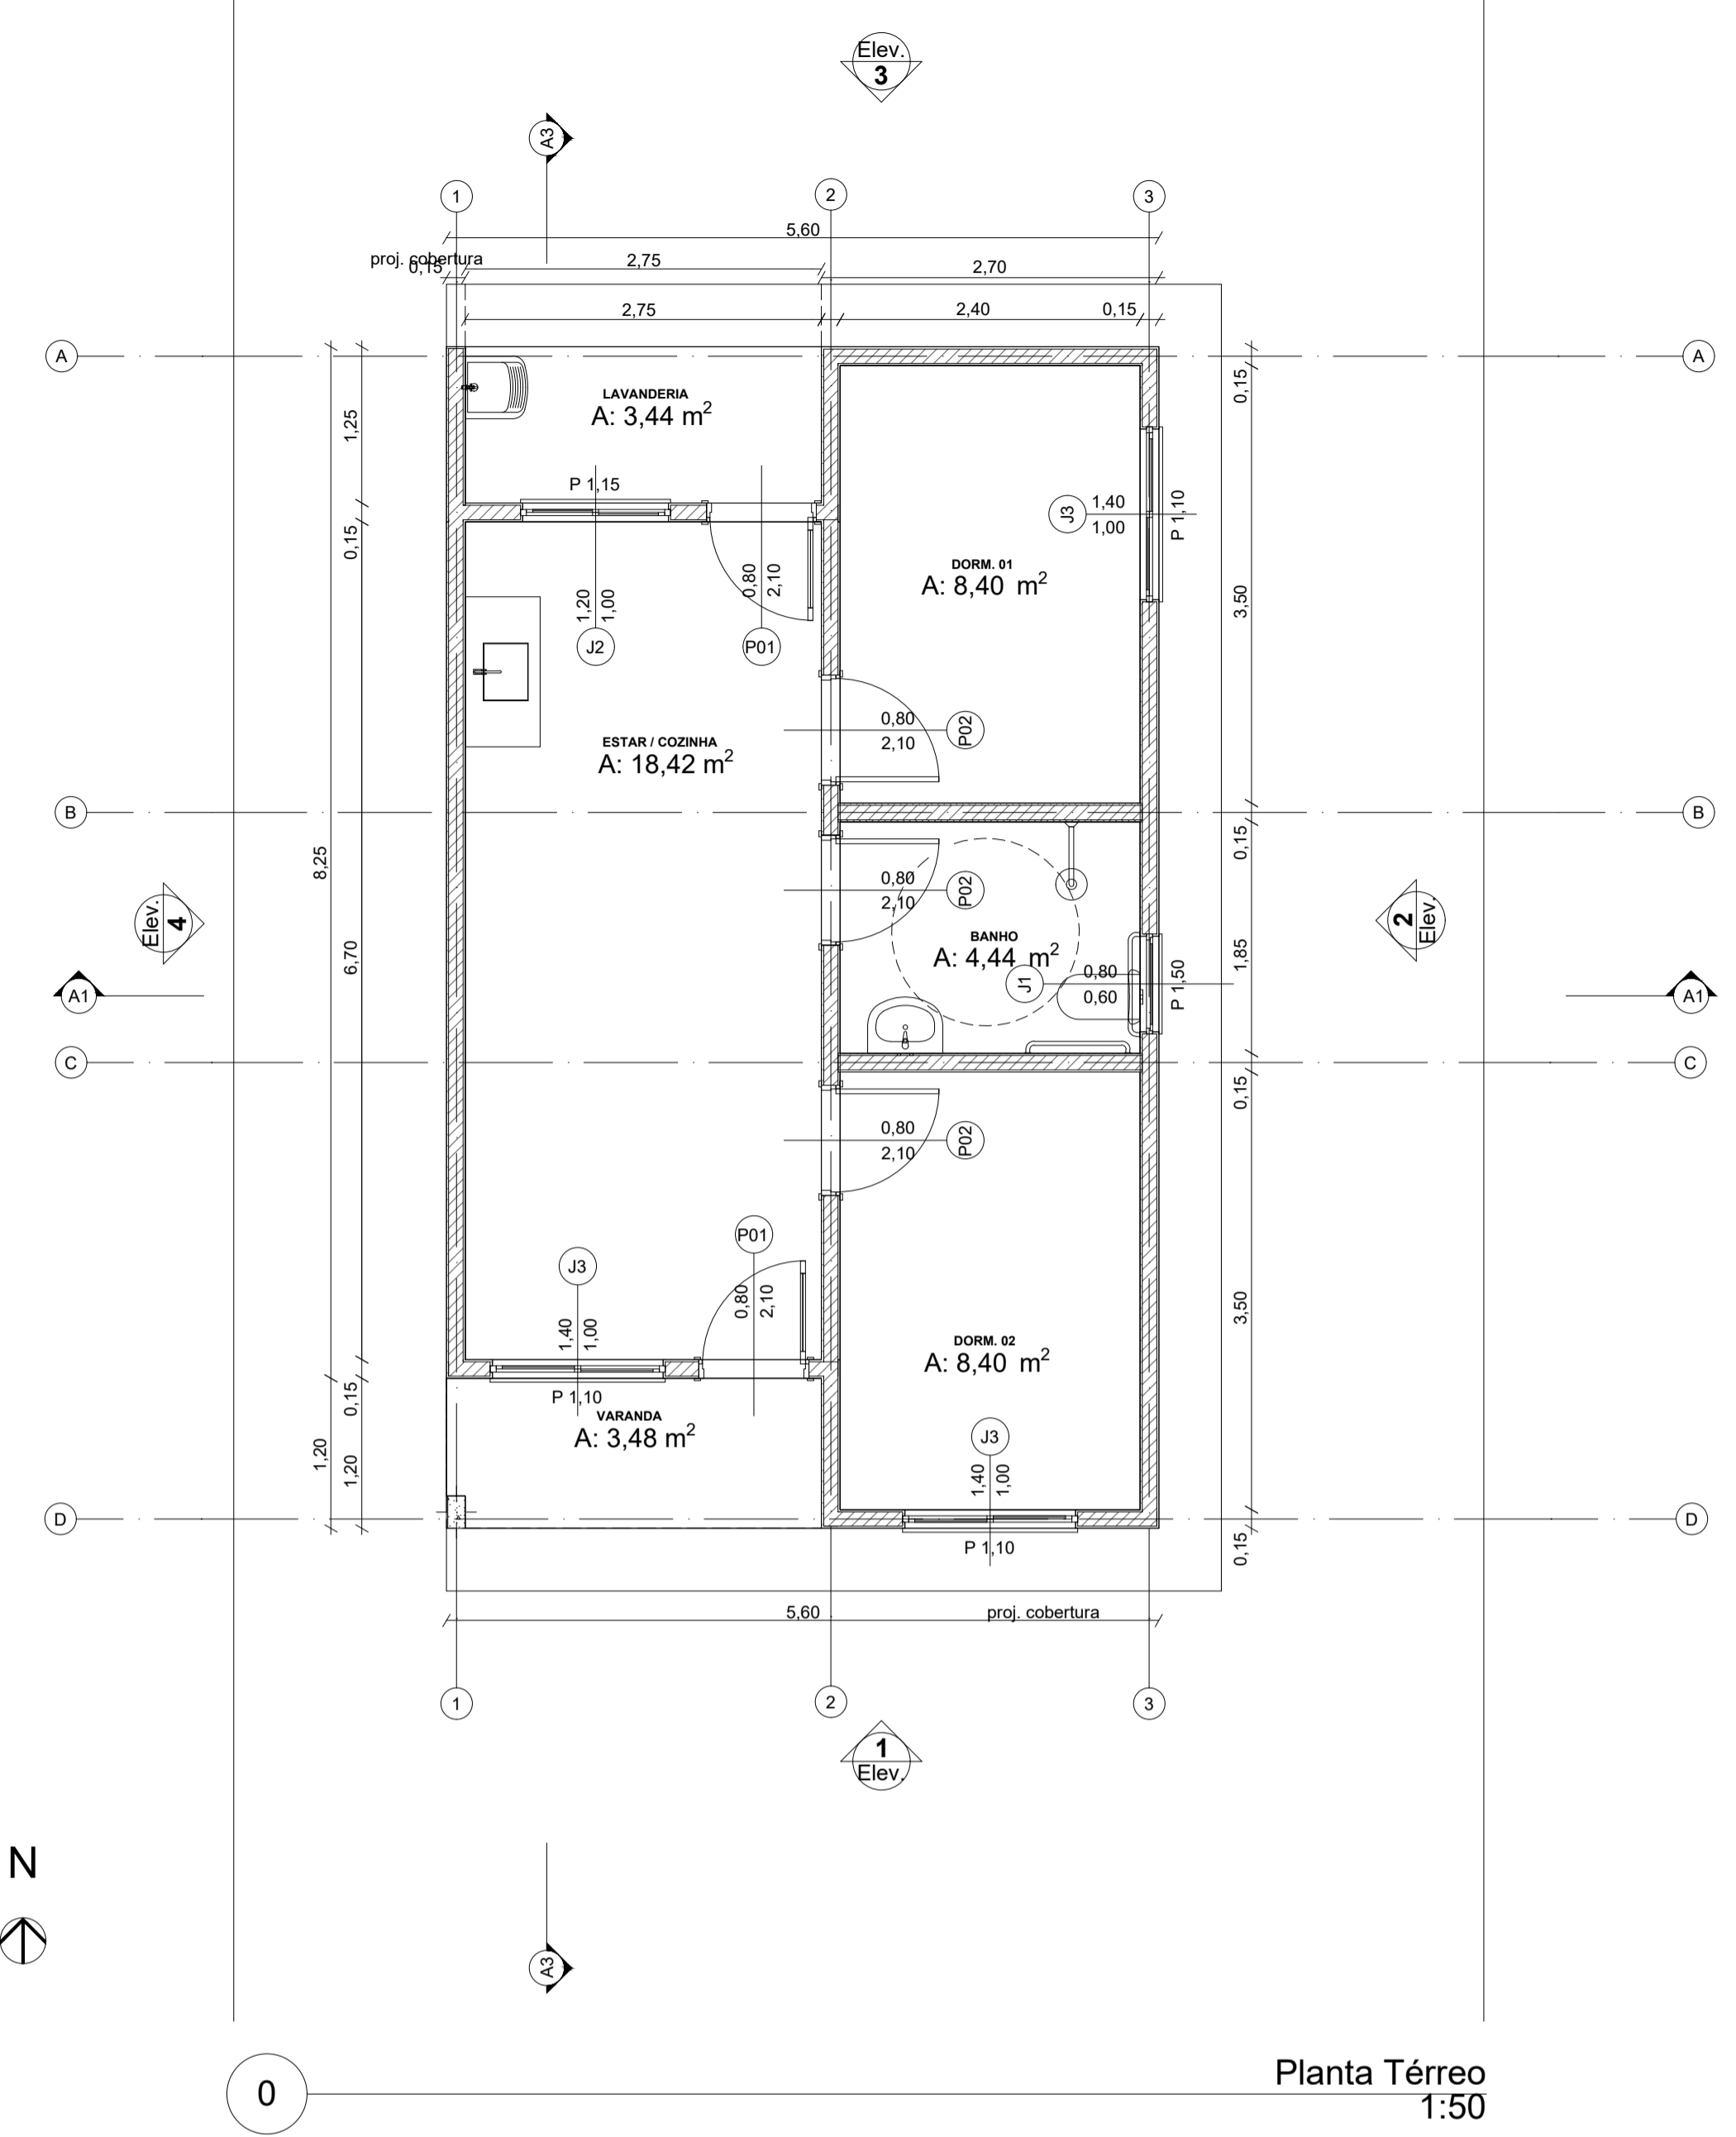 Elev.
3
A3
1
2
3
5,60
proj. cobertura
0,15
2,75
2,70
2,75
2,40
0,15
A
A
LAVANDERIA
A: 3,44 m²
1,25
0,15
P 1,15
J3
1,40
1,00
P 1,10
0,15
DORM. 01
A: 8,40 m²
0,80
2,10
1,20
1,00
J2
P01
3,50
0,80
2,10
P02
ESTAR / COZINHA
A: 18,42 m²
B
B
0,15
8,25
0,80
2,10
P02
Elev.
4
2
Elev.
BANHO
A: 4,44 m²
6,70
J1
0,80
0,60
P 1,50
1,85
A1
A1
C
C
0,15
0,80
2,10
P02
P01
J3
0,80
2,10
1,40
1,00
3,50
DORM. 02
A: 8,40 m²
P 1,10
0,15
VARANDA
A: 3,48 m²
J3
1,20
1,20
1,40
1,00
D
D
P 1,10
0,15
5,60
proj. cobertura
1
2
3
1
Elev.
N
A3
0
Planta Térreo
1:50